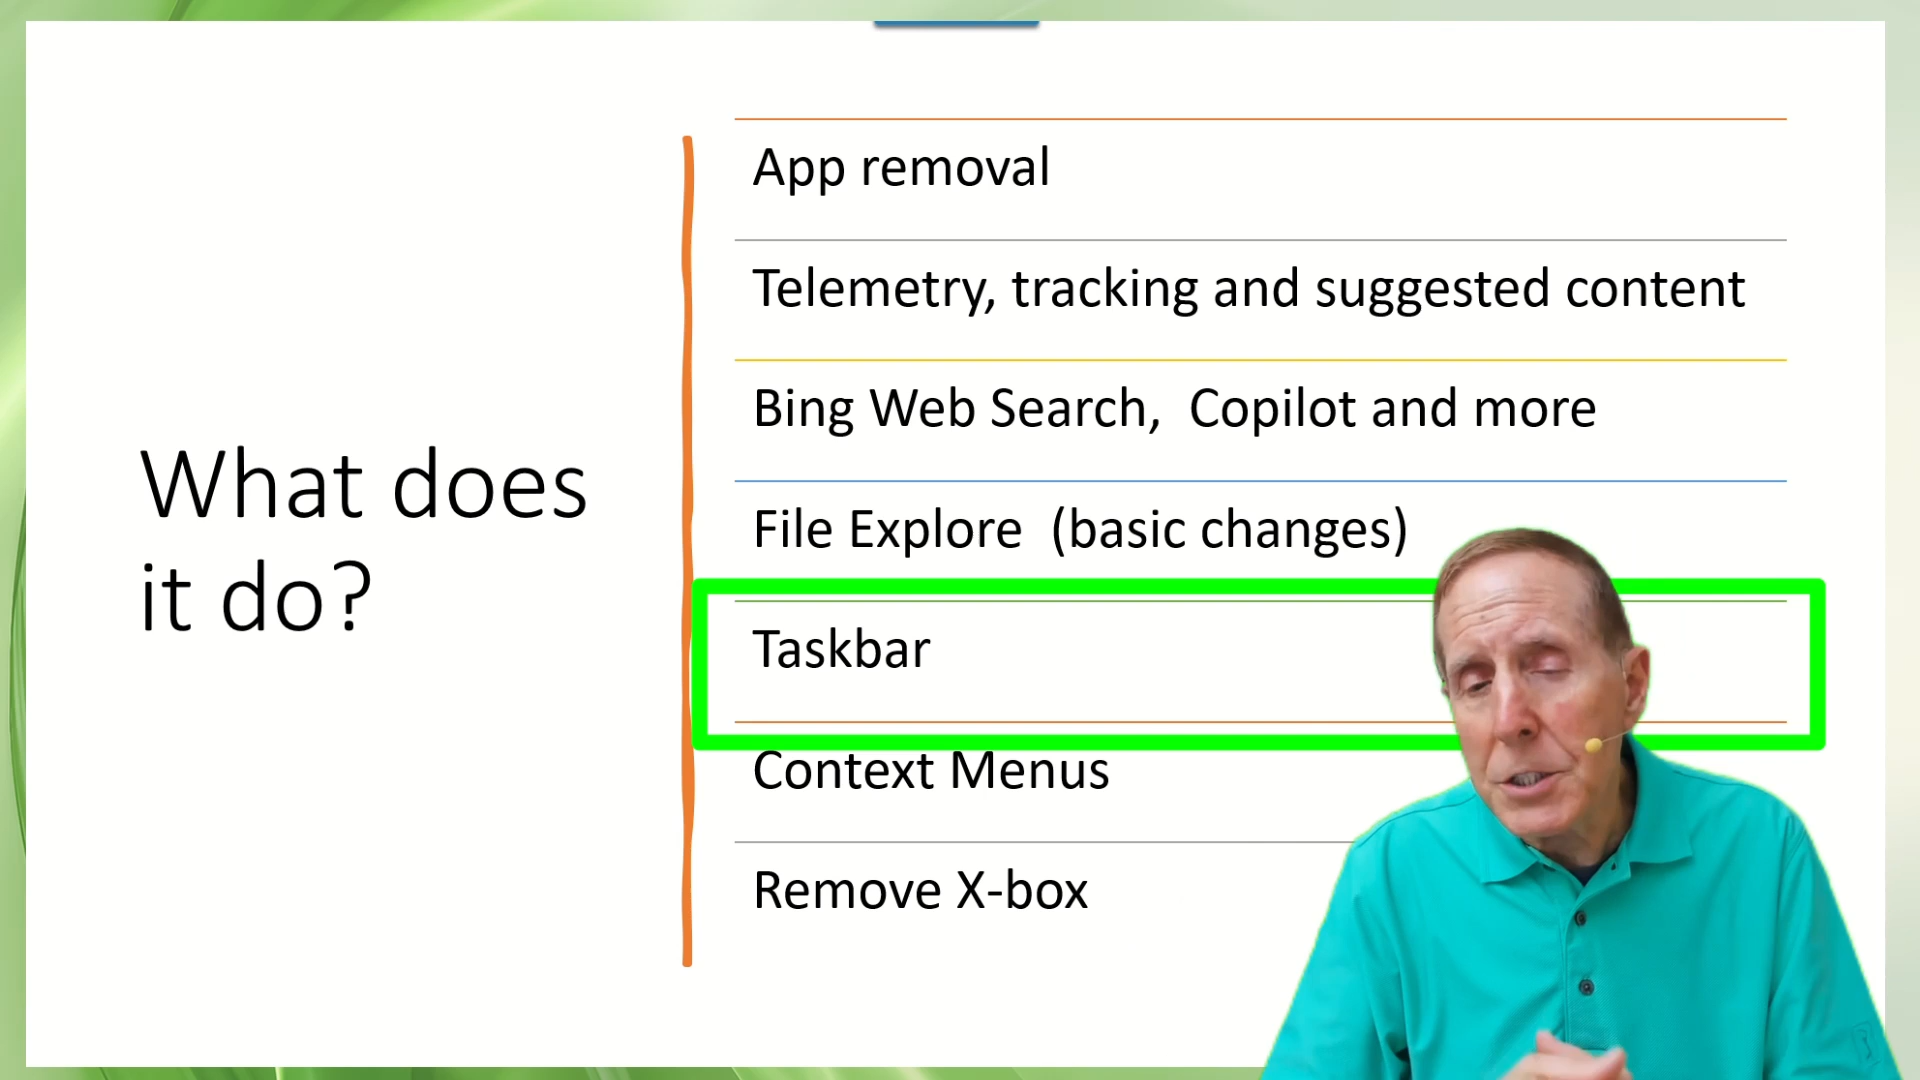 What does
it do?
App removal
Telemetry, tracking and suggested content
Bing Web Search,  Copilot and more
File Explore  (basic changes)
Taskbar
Context Menus
Remove X-box